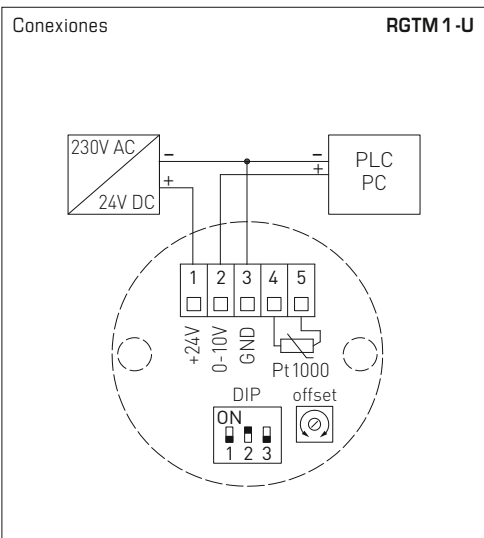 Conexiones RGTM 1-U
230V AC
24V DC
–
+
–
+
PLC
PC
1 2 3 4 5
+24V
0-10V
GND
Pt1000
DIP
offset
ON
1 2 3